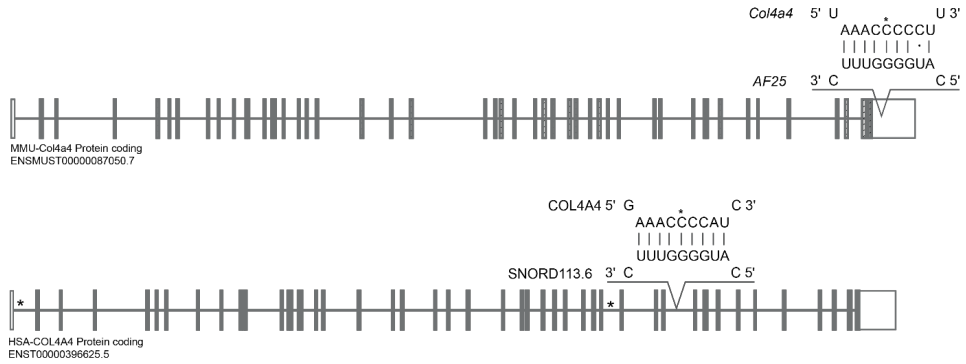 Col4a4 5' U U 3'
*
AAACCCCCU
UUUGGGGUA
AF25 3' C C 5'
MMU-Col4a4 Protein coding
ENSMUST00000087050.7
COL4A4 5' G C 3'
*
AAACCCCAU
UUUGGGGUA
SNORD113.6 3' C C 5'
* *
HSA-COL4A4 Protein coding
ENST00000396625.5